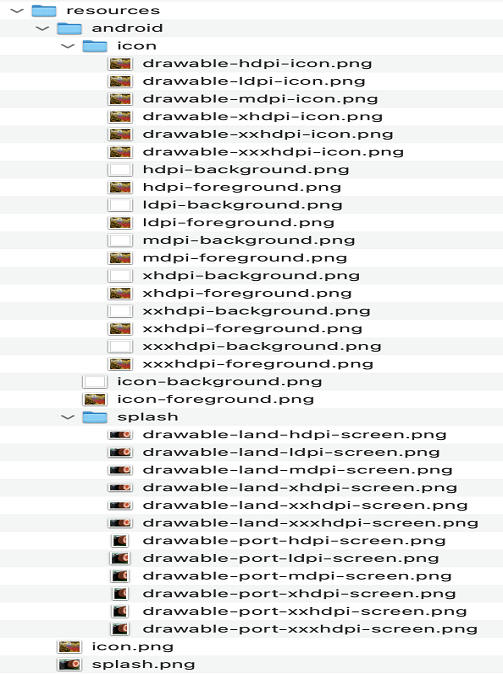 resources
android
icon
drawable-hdpi-icon.png
drawable-ldpi-icon.png
drawable-mdpi-icon.png
drawable-xhdpi-icon.png
drawable-xxhdpi-icon.png
drawable-xxxhdpi-icon.png
hdpi-background.png
hdpi-foreground.png
ldpi-background.png
ldpi-foreground.png
mdpi-background.png
mdpi-foreground.png
xhdpi-background.png
xhdpi-foreground.png
xxhdpi-background.png
xxhdpi-foreground.png
xxxhdpi-background.png
xxxhdpi-foreground.png
icon-background.png
icon-foreground.png
splash
drawable-land-hdpi-screen.png
drawable-land-ldpi-screen.png
drawable-land-mdpi-screen.png
drawable-land-xhdpi-screen.png
drawable-land-xxhdpi-screen.png
drawable-land-xxxhdpi-screen.png
drawable-port-hdpi-screen.png
drawable-port-ldpi-screen.png
drawable-port-mdpi-screen.png
drawable-port-xhdpi-screen.png
drawable-port-xxhdpi-screen.png
drawable-port-xxxhdpi-screen.png
icon.png
splash.png